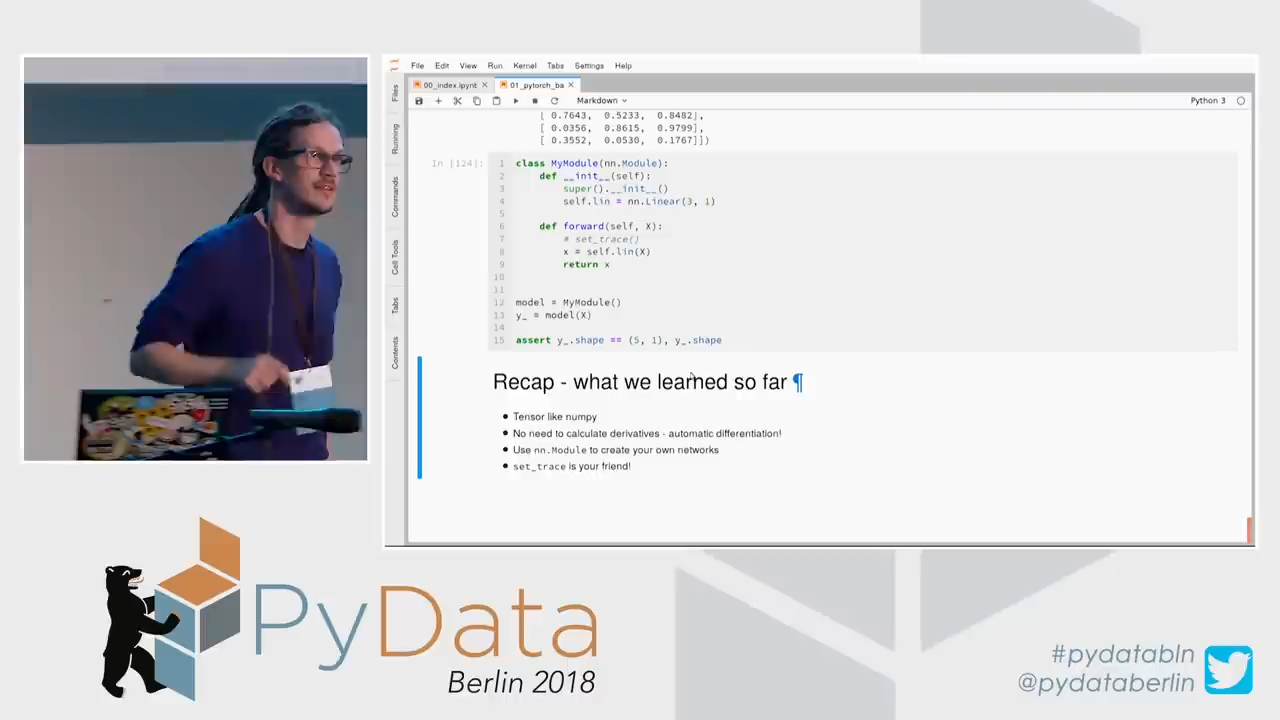 File Edit View Run Kernel Tabs Settings Help
00_index.ipynt × 01_pytorch_ba ×
Markdown
Python 3
Files
Running
Commands
Cell Tools
Tabs
Contents
[ 0.7643, 0.5233, 0.8482],
[ 0.0356, 0.8615, 0.9799],
[ 0.3552, 0.0530, 0.1767]])
In [124]:
1 class MyModule(nn.Module):
2 def __init__(self):
3 super().__init__()
4 self.lin = nn.Linear(3, 1)
5
6 def forward(self, X):
7 # set_trace()
8 x = self.lin(X)
9 return x
10
11
12 model = MyModule()
13 y_ = model(X)
14
15 assert y_.shape == (5, 1), y_.shape
Recap - what we learned so far ¶
• Tensor like numpy
• No need to calculate derivatives - automatic differentiation!
• Use nn.Module to create your own networks
• set_trace is your friend!
PyData
Berlin 2018
#pydatabln
@pydataberlin